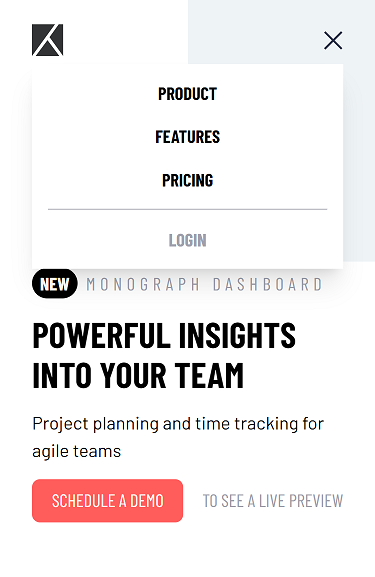 PRODUCT
FEATURES
PRICING
LOGIN
NEW MONOGRAPH DASHBOARD
POWERFUL INSIGHTS
INTO YOUR TEAM
Project planning and time tracking for
agile teams
SCHEDULE A DEMO TO SEE A LIVE PREVIEW